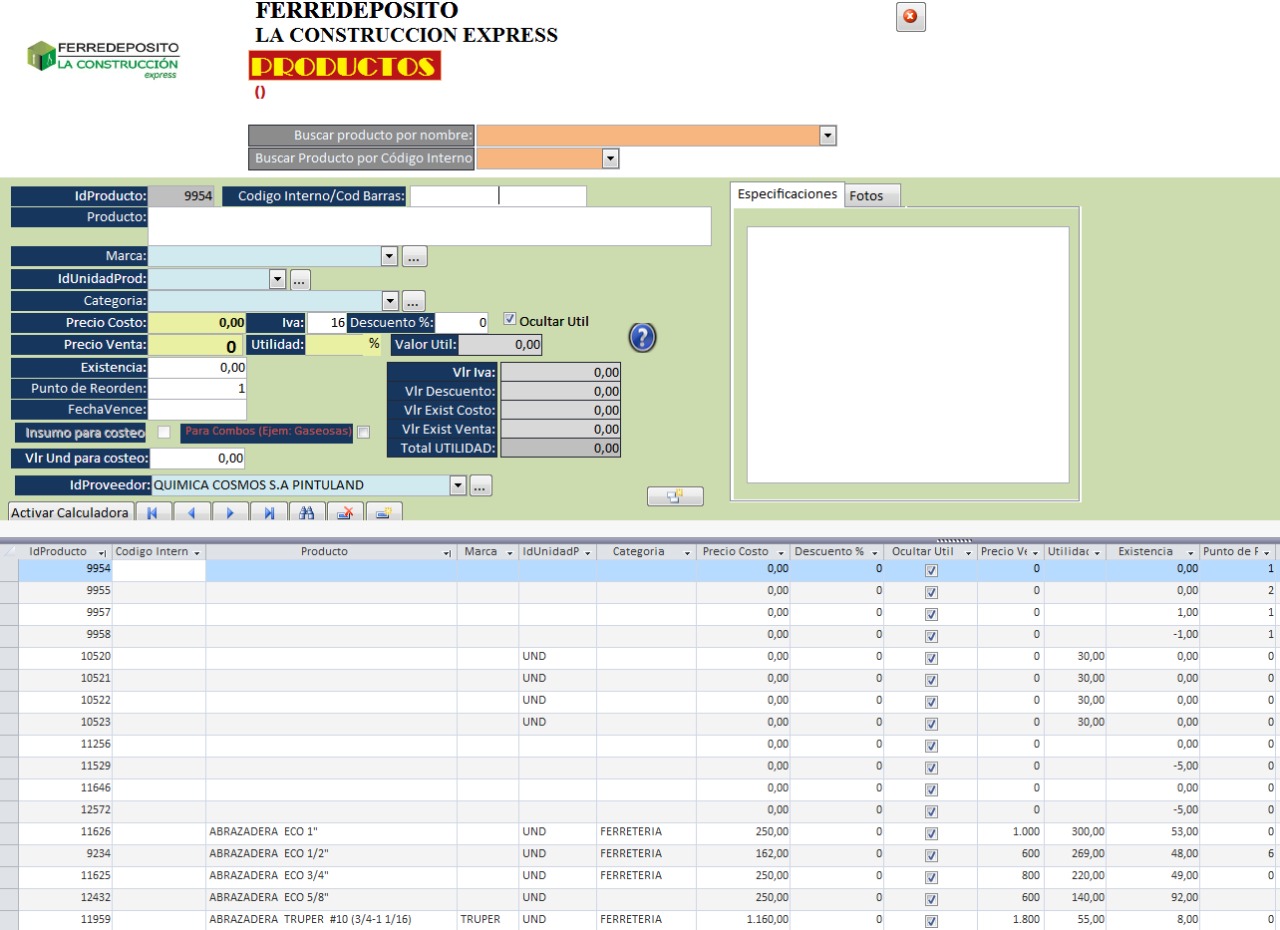 FERREDEPOSITO
LA CONSTRUCCION EXPRESS
FERREDEPOSITO
LA CONSTRUCCIÓN
express
PRODUCTOS
()
Buscar producto por nombre:
Buscar Producto por Código Interno
IdProducto: 9954 Codigo Interno/Cod Barras: Especificaciones Fotos
Producto:
Marca: ...
IdUnidadProd: ...
Categoria: ...
Precio Costo: 0,00 Iva: 16 Descuento %: 0 Ocultar Util
Precio Venta: 0 Utilidad: % Valor Util: 0,00 ?
Existencia: 0,00 Vlr Iva: 0,00
Punto de Reorden: 1 Vlr Descuento: 0,00
FechaVence: Vlr Exist Costo: 0,00
Insumo para costeo Para Combos (Ejem: Gaseosas) Vlr Exist Venta: 0,00
Vlr Und para costeo: 0,00 Total UTILIDAD: 0,00
IdProveedor: QUIMICA COSMOS S.A PINTULAND ...
Activar Calculadora
IdProducto Codigo Intern Producto Marca IdUnidadP Categoria Precio Costo Descuento % Ocultar Util Precio Ve Utilidad Existencia Punto de F
9954 0,00 0 0 0,00 1
9955 0,00 0 0 0,00 2
9957 0,00 0 0 1,00 1
9958 0,00 0 0 -1,00 1
10520 UND 0,00 0 0 30,00 0,00 0
10521 UND 0,00 0 0 30,00 0,00 0
10522 UND 0,00 0 0 30,00 0,00 0
10523 UND 0,00 0 0 30,00 0,00 0
11256 0,00 0 0 0,00 0
11529 0,00 0 0 -5,00 0
11646 0,00 0 0 0,00 0
12572 0,00 0 0 -5,00 0
11626 ABRAZADERA ECO 1" UND FERRETERIA 250,00 0 1.000 300,00 53,00 0
9234 ABRAZADERA ECO 1/2" UND FERRETERIA 162,00 0 600 269,00 48,00 6
11625 ABRAZADERA ECO 3/4" UND FERRETERIA 250,00 0 800 220,00 49,00 0
12432 ABRAZADERA ECO 5/8" UND 250,00 0 600 140,00 92,00
11959 ABRAZADERA TRUPER #10 (3/4-1 1/16) TRUPER UND FERRETERIA 1.160,00 0 1.800 55,00 8,00 0